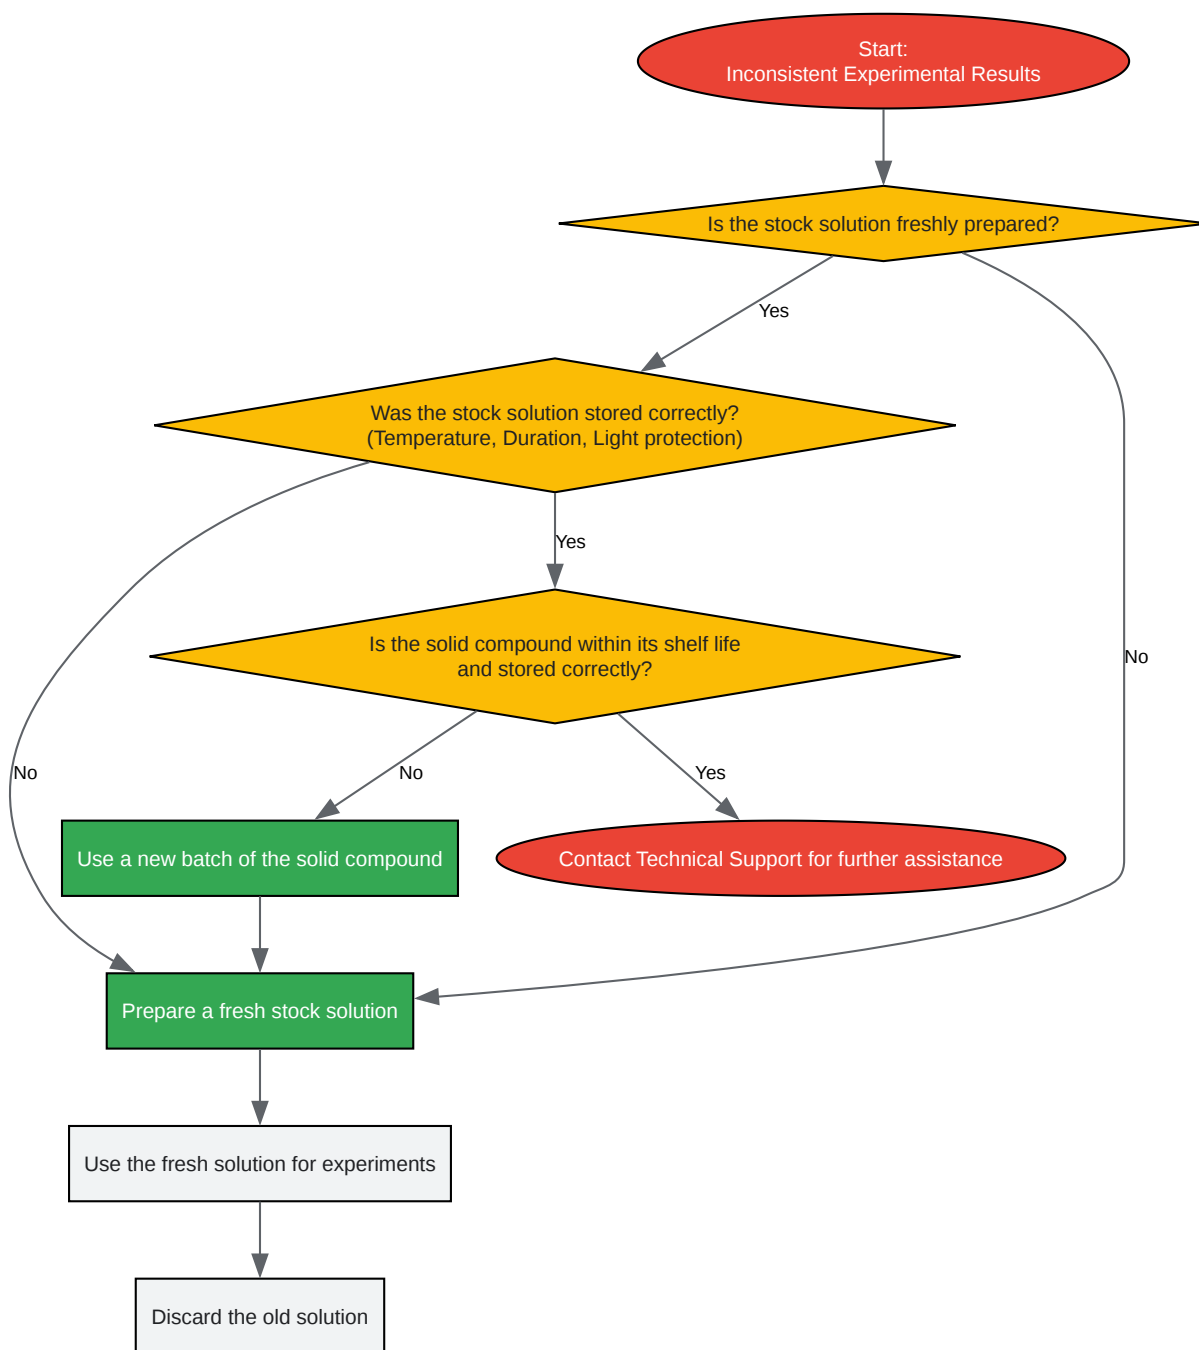 Start:
Inconsistent Experimental Results
Is the stock solution freshly prepared?
Yes
Was the stock solution stored correctly?
(Temperature, Duration, Light protection)
Yes
Is the solid compound within its shelf life
and stored correctly?
No
No
No
Yes
Use a new batch of the solid compound
Contact Technical Support for further assistance
Prepare a fresh stock solution
Use the fresh solution for experiments
Discard the old solution